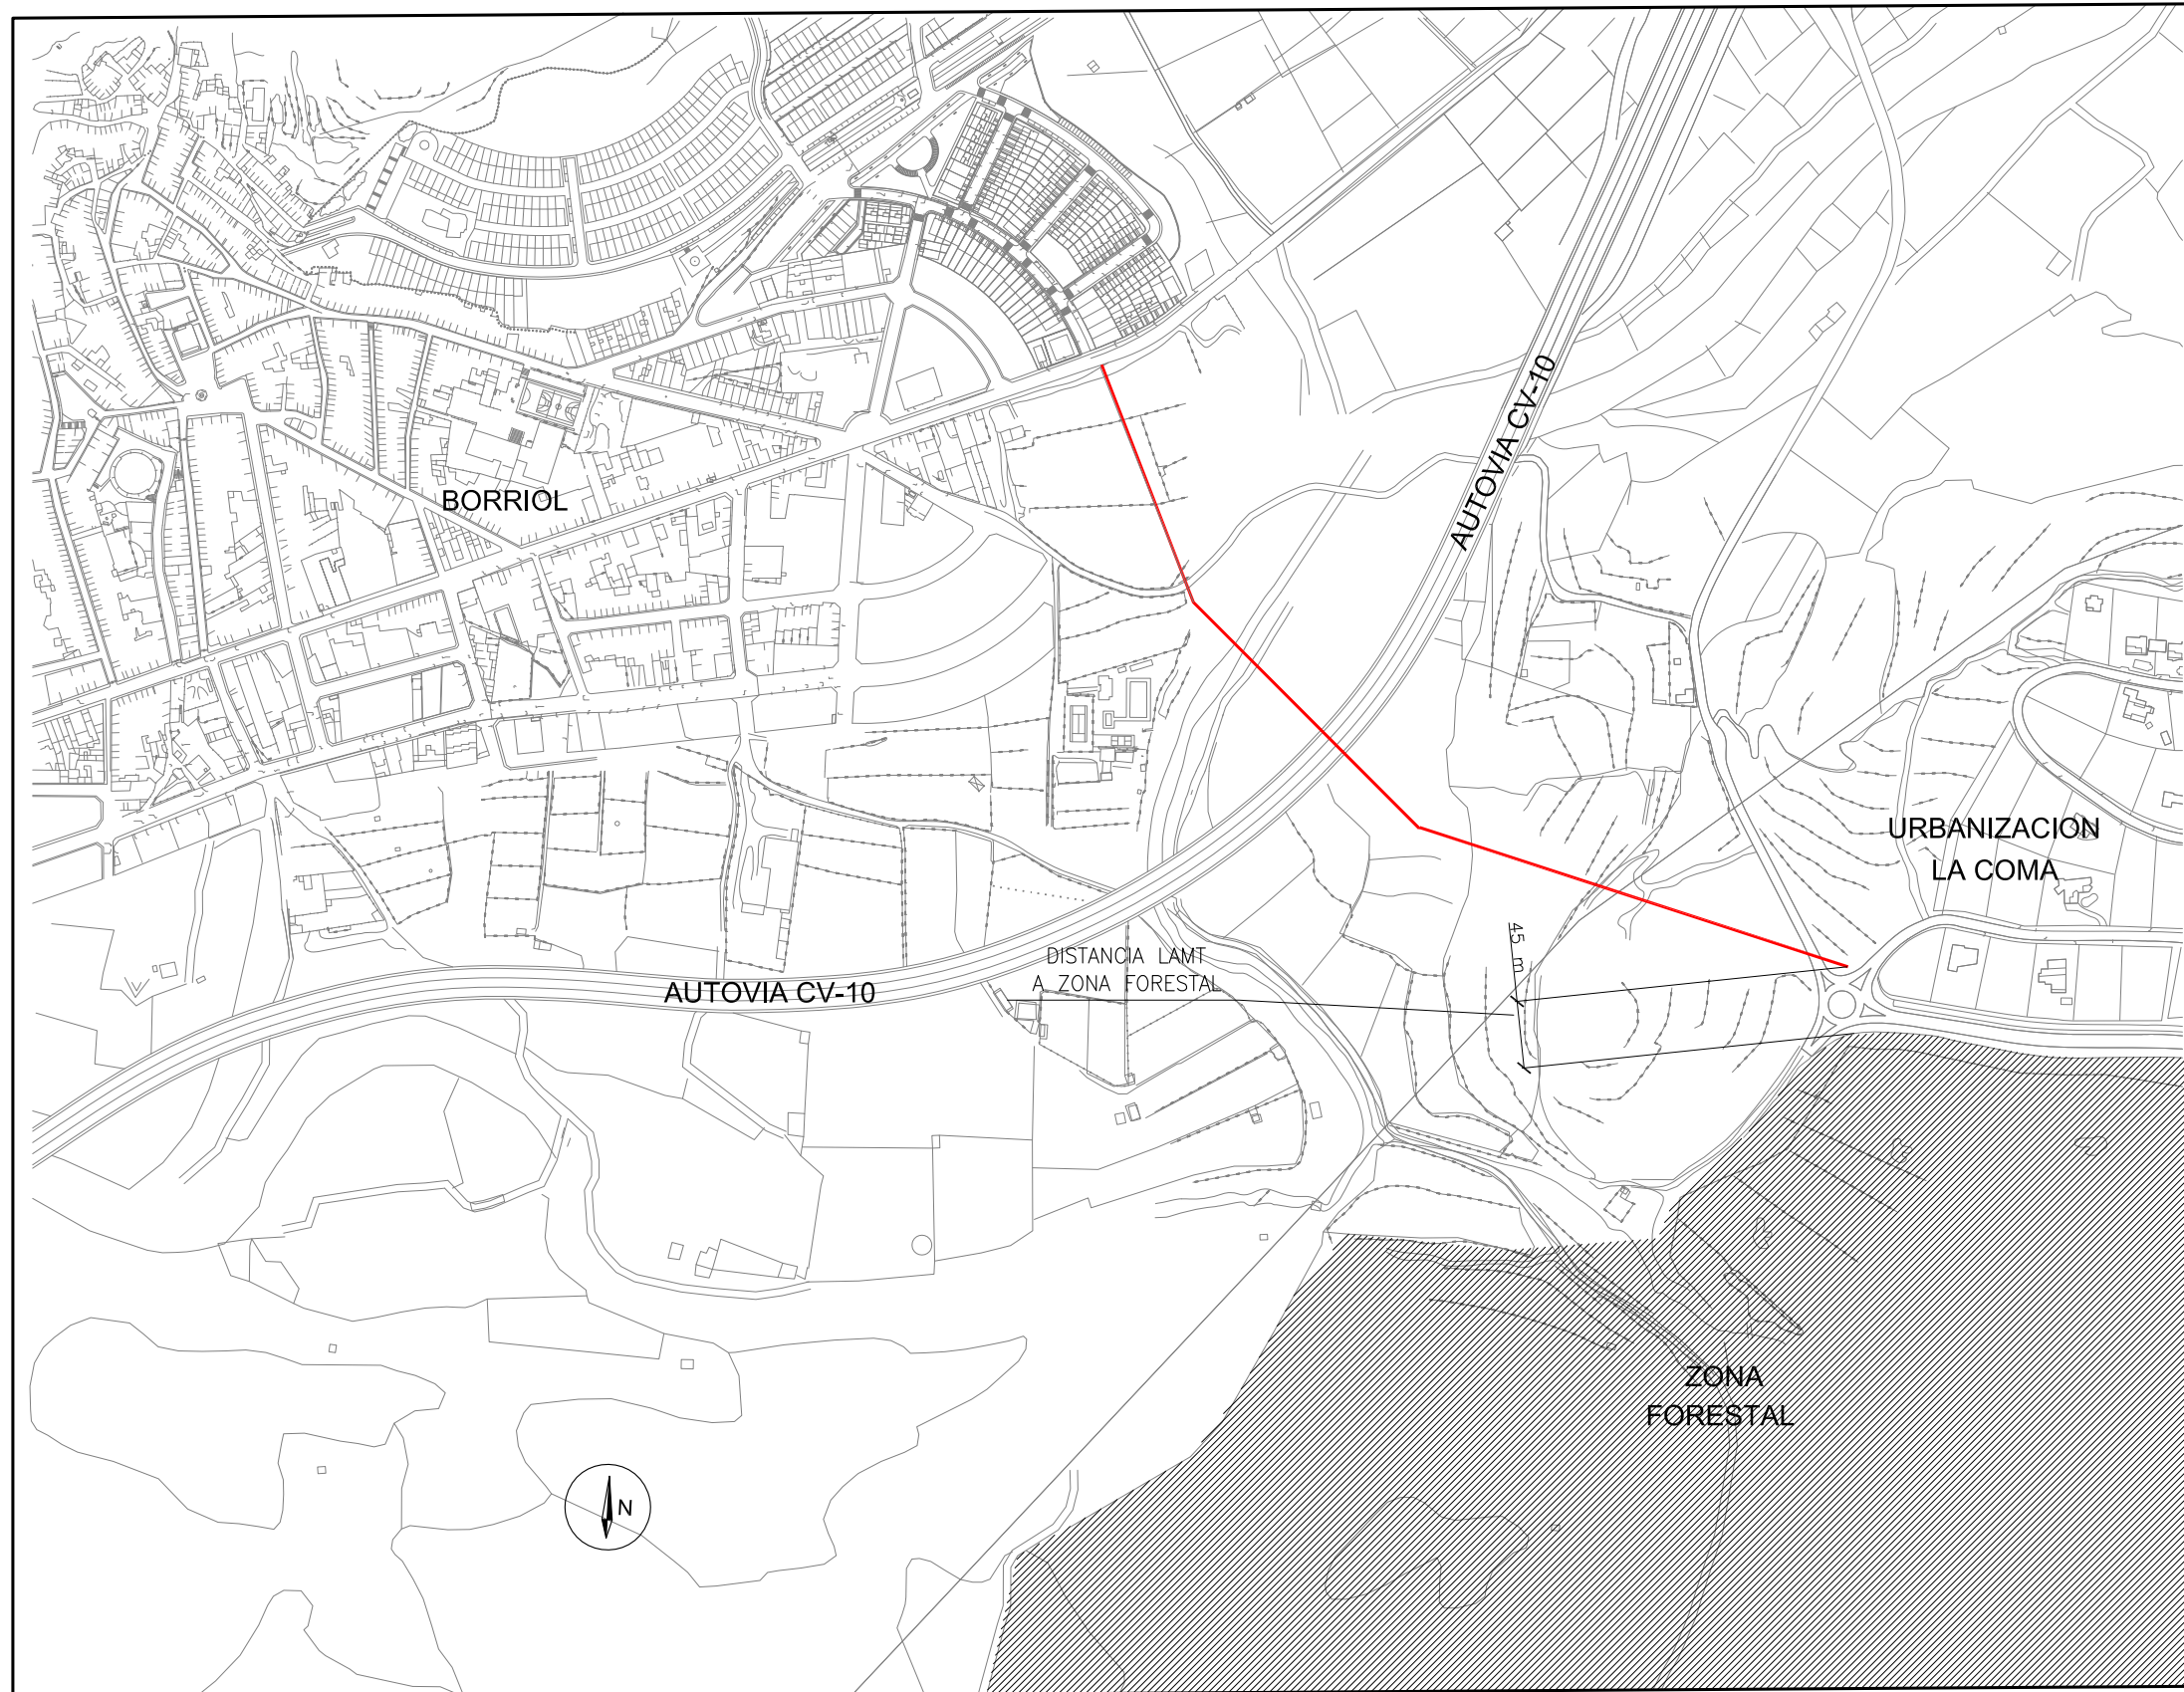 AUTOVIA CV-10
BORRIOL
URBANIZACION
LA COMA
45 m
DISTANCIA LAMT
A ZONA FORESTAL
AUTOVIA CV-10
ZONA
FORESTAL
N